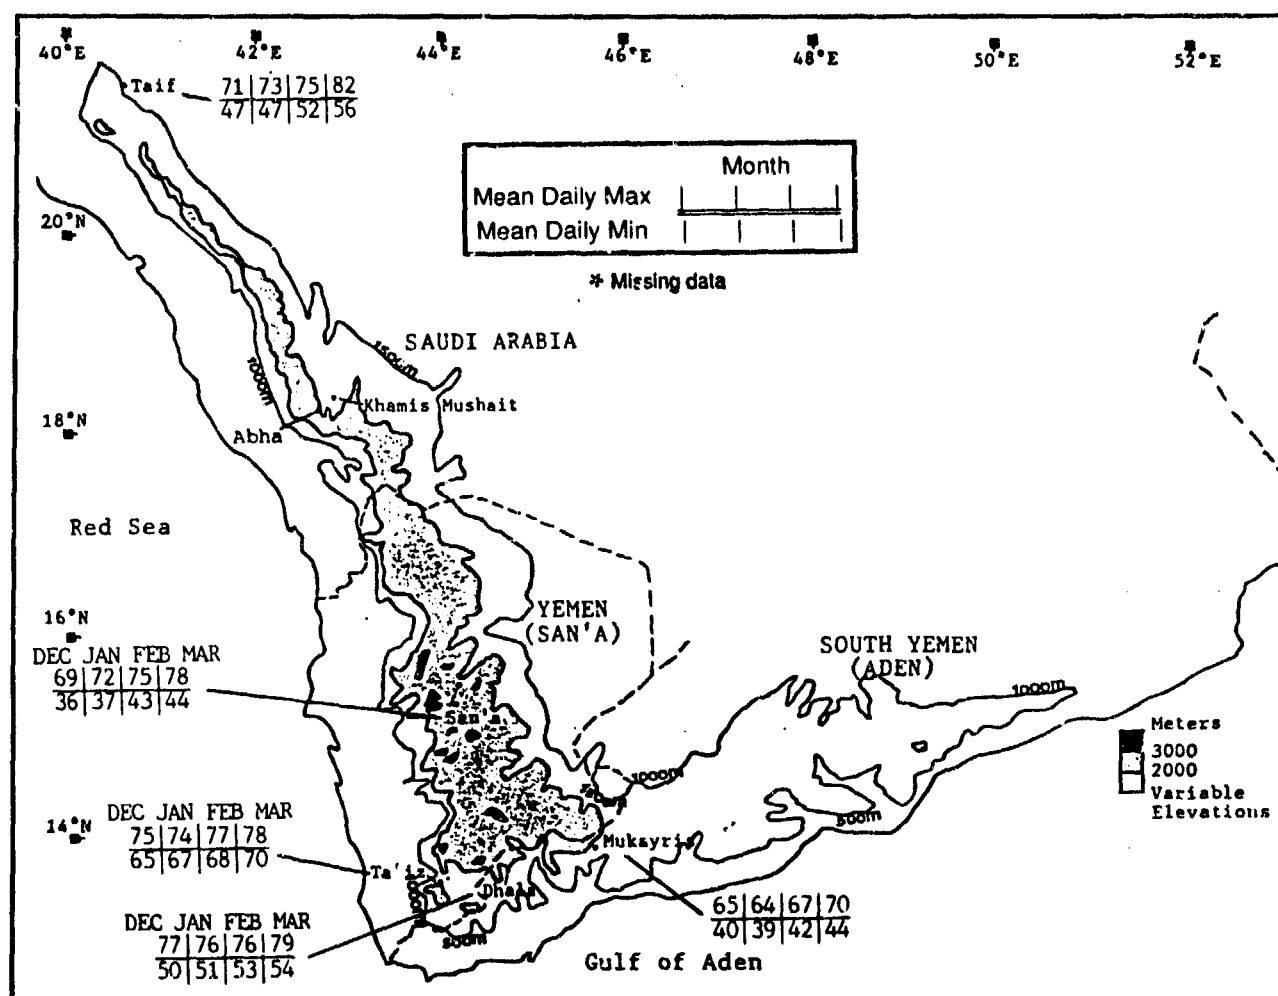 40°E 42°E 44°E 46°E 48°E 50°E 52°E
Taif
71|73|75|82
47|47|52|56
Month
Mean Daily Max
Mean Daily Min
* Missing data
20°N
SAUDI ARABIA
1500m
1000m
Khamis Mushait
18°N
Abha
Red Sea
16°N
YEMEN
(SAN'A)
SOUTH YEMEN
(ADEN)
DEC JAN FEB MAR
69|72|75|78
36|37|43|44
San'a
1000m
1000m
Meters
3000
2000
Variable
Elevations
500m
14°N
DEC JAN FEB MAR
75|74|77|78
65|67|68|70
Mukayris
Ta'iz
Dhala
DEC JAN FEB MAR
77|76|76|79
50|51|53|54
500m
65|64|67|70
40|39|42|44
Gulf of Aden